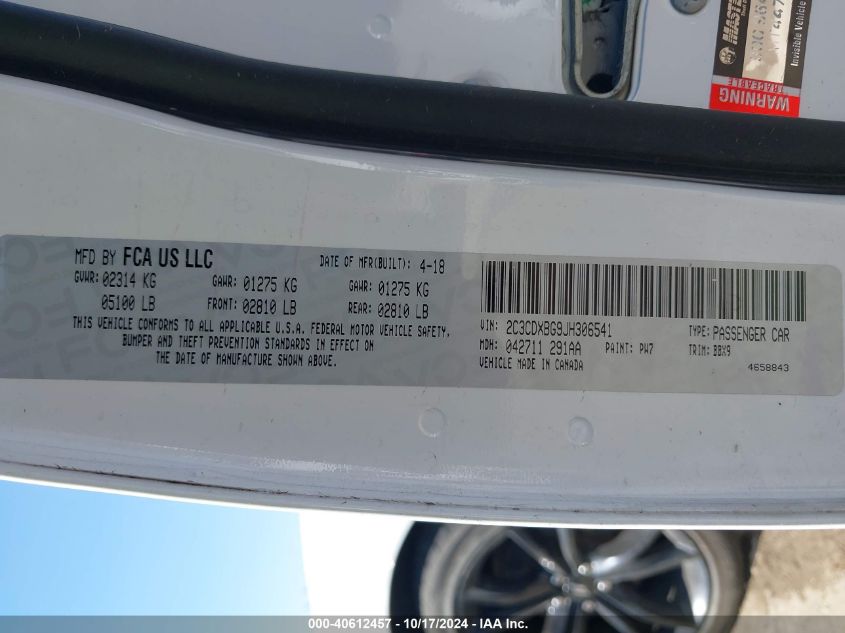 WARNING
TRACEABLE
Invisible Vehicle
MFD BY FCA US LLC
DATE OF MFR(BUILT): 4-18
GVWR: 02314 KG GAWR: 01275 KG GAWR: 01275 KG
05100 LB FRONT: 02810 LB REAR: 02810 LB
THIS VEHICLE CONFORMS TO ALL APPLICABLE U.S.A. FEDERAL MOTOR VEHICLE SAFETY,
BUMPER AND THEFT PREVENTION STANDARDS IN EFFECT ON
THE DATE OF MANUFACTURE SHOWN ABOVE.
VIN: 2C3CDXBG9JH306541 TYPE: PASSENGER CAR
MDH: 042711 291AA PAINT: PW7 TRIM: BBX9
VEHICLE MADE IN CANADA
4658843
000-40612457 - 10/17/2024 - IAA Inc.